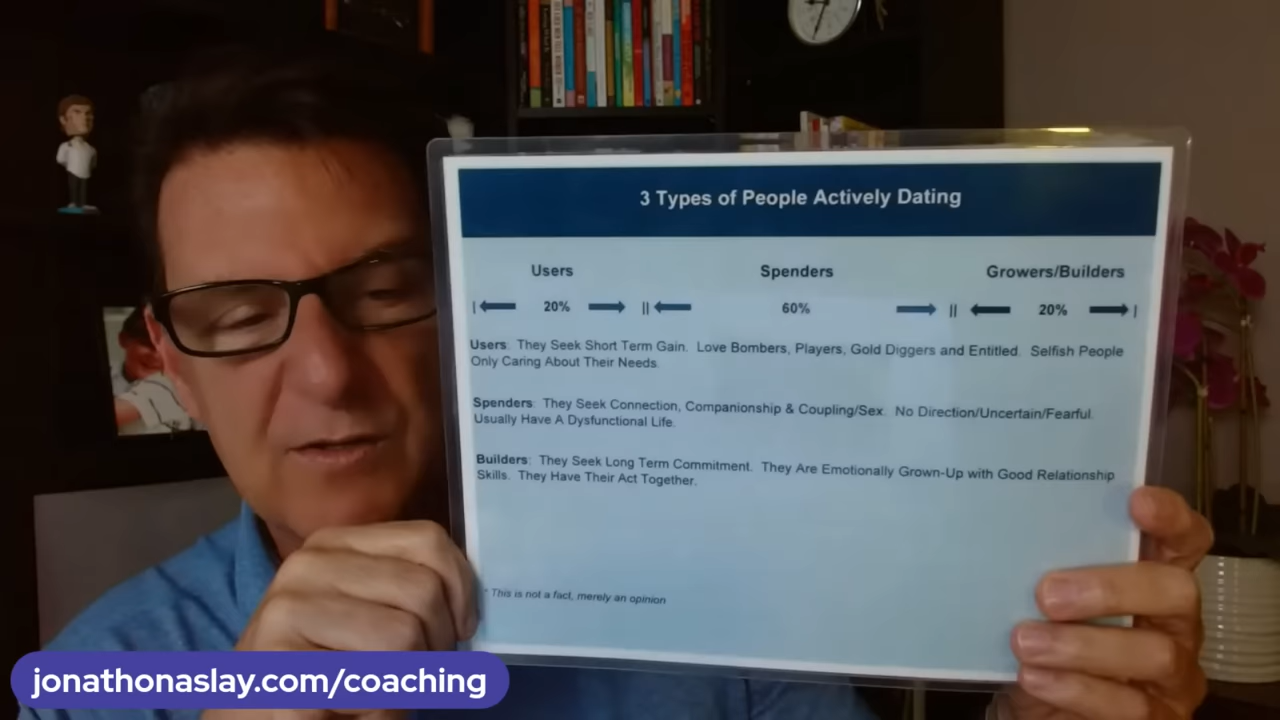 3 Types of People Actively Dating
Users Spenders Growers/Builders
20% 60% 20%
Users: They Seek Short Term Gain. Love Bombers, Players, Gold Diggers and Entitled. Selfish People
Only Caring About Their Needs.
Spenders: They Seek Connection, Companionship & Coupling/Sex. No Direction/Uncertain/Fearful.
Usually Have A Dysfunctional Life.
Builders: They Seek Long Term Commitment. They Are Emotionally Grown-Up with Good Relationship
Skills. They Have Their Act Together.
* This is not a fact, merely an opinion
jonathonaslay.com/coaching